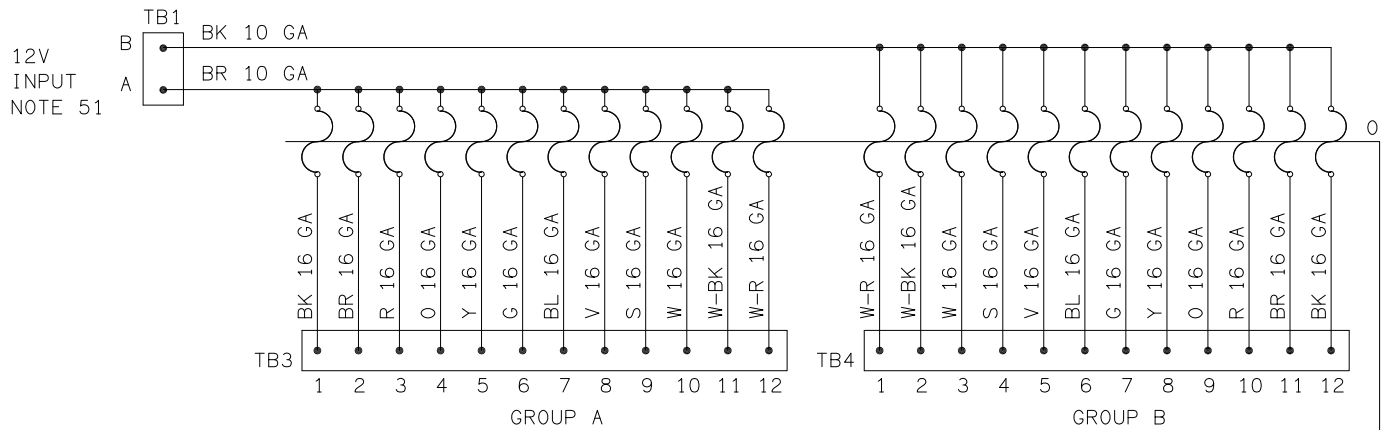 TB1
B
BK 10 GA
12V
INPUT
NOTE 51
A
BR 10 GA
O
BK 16 GA
BR 16 GA
R 16 GA
O 16 GA
Y 16 GA
G 16 GA
BL 16 GA
V 16 GA
S 16 GA
W 16 GA
W-BK 16 GA
W-R 16 GA
W-R 16 GA
W-BK 16 GA
W 16 GA
S 16 GA
V 16 GA
BL 16 GA
G 16 GA
Y 16 GA
O 16 GA
R 16 GA
BR 16 GA
BK 16 GA
TB3
TB4
1 2 3 4 5 6 7 8 9 10 11 12
1 2 3 4 5 6 7 8 9 10 11 12
GROUP A
GROUP B